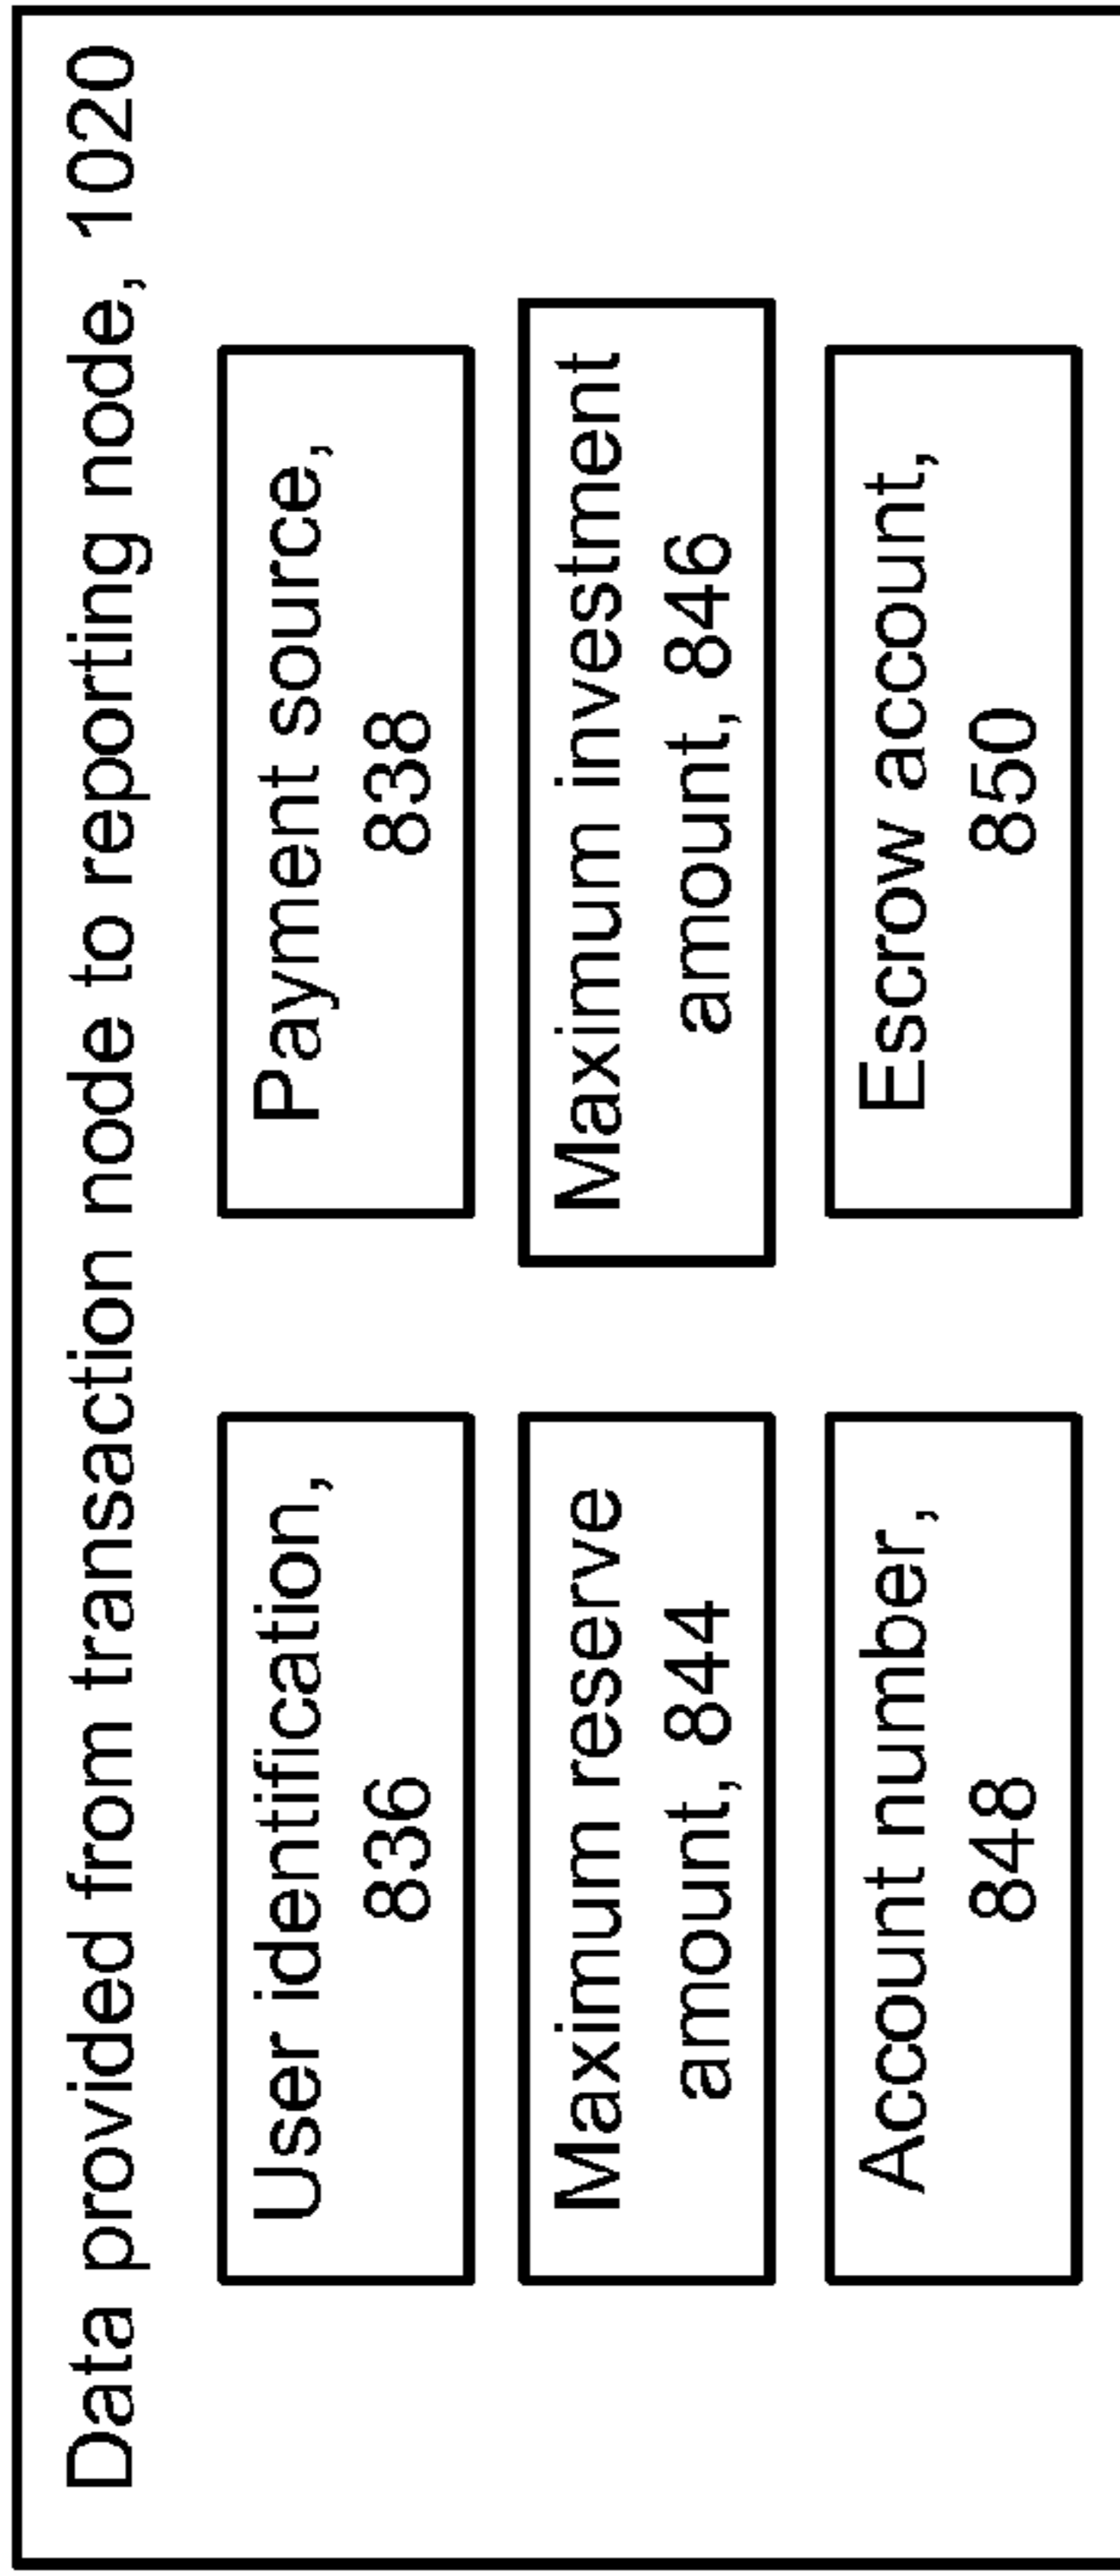 Data provided from transaction node to reporting node, 1020
User identification,
836
Payment source,
838
Maximum reserve
amount, 844
Maximum investment
amount, 846
Account number,
848
Escrow account,
850